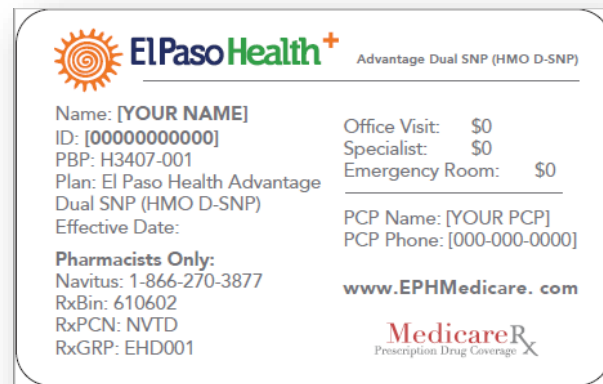 ElPasoHealth+
Advantage Dual SNP (HMO D-SNP)
Name: [YOUR NAME]
ID: [00000000000]
PBP: H3407-001
Plan: El Paso Health Advantage
Dual SNP (HMO D-SNP)
Effective Date:
Pharmacists Only:
Navitus: 1-866-270-3877
RxBin: 610602
RxPCN: NVTD
RxGRP: EHD001
Office Visit: $0
Specialist: $0
Emergency Room: $0
PCP Name: [YOUR PCP]
PCP Phone: [000-000-0000]
www.EPHMedicare. com
MedicareRx
Prescription Drug Coverage